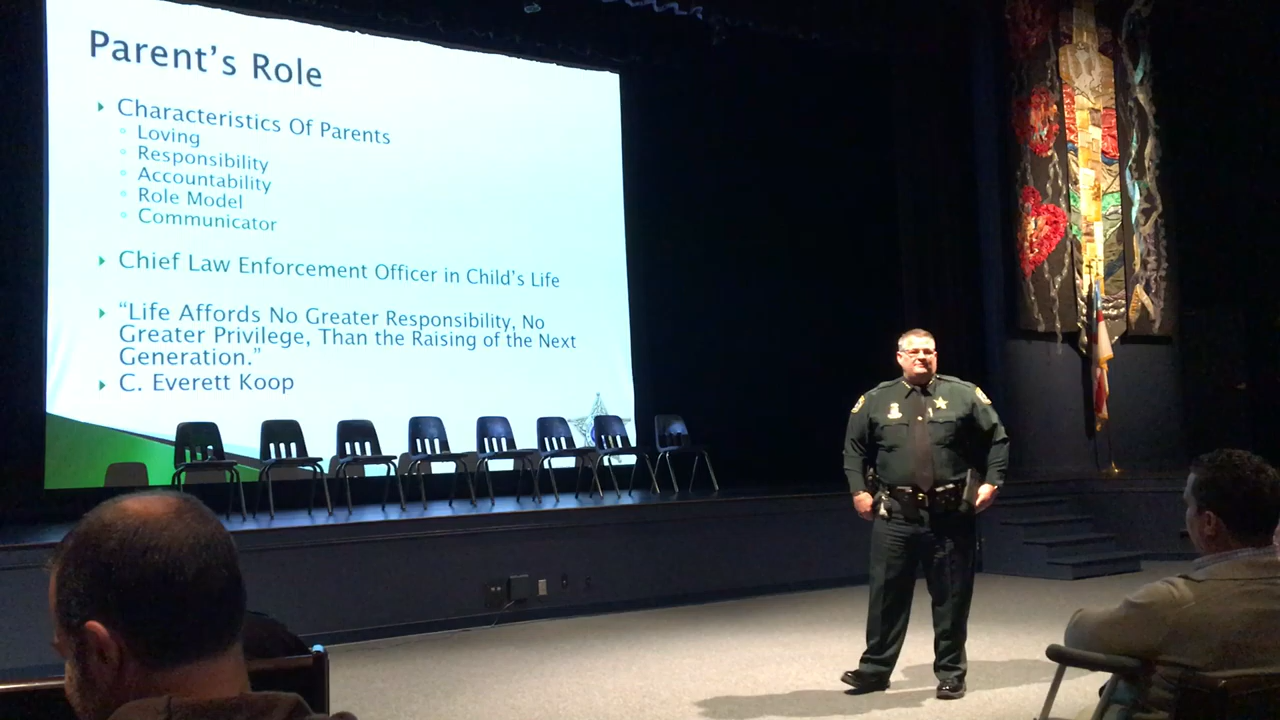 Parent's Role
Characteristics Of Parents
Loving
Responsibility
Accountability
Role Model
Communicator
Chief Law Enforcement Officer in Child's Life
“Life Affords No Greater Responsibility, No
Greater Privilege, Than the Raising of the Next
Generation.”
C. Everett Koop